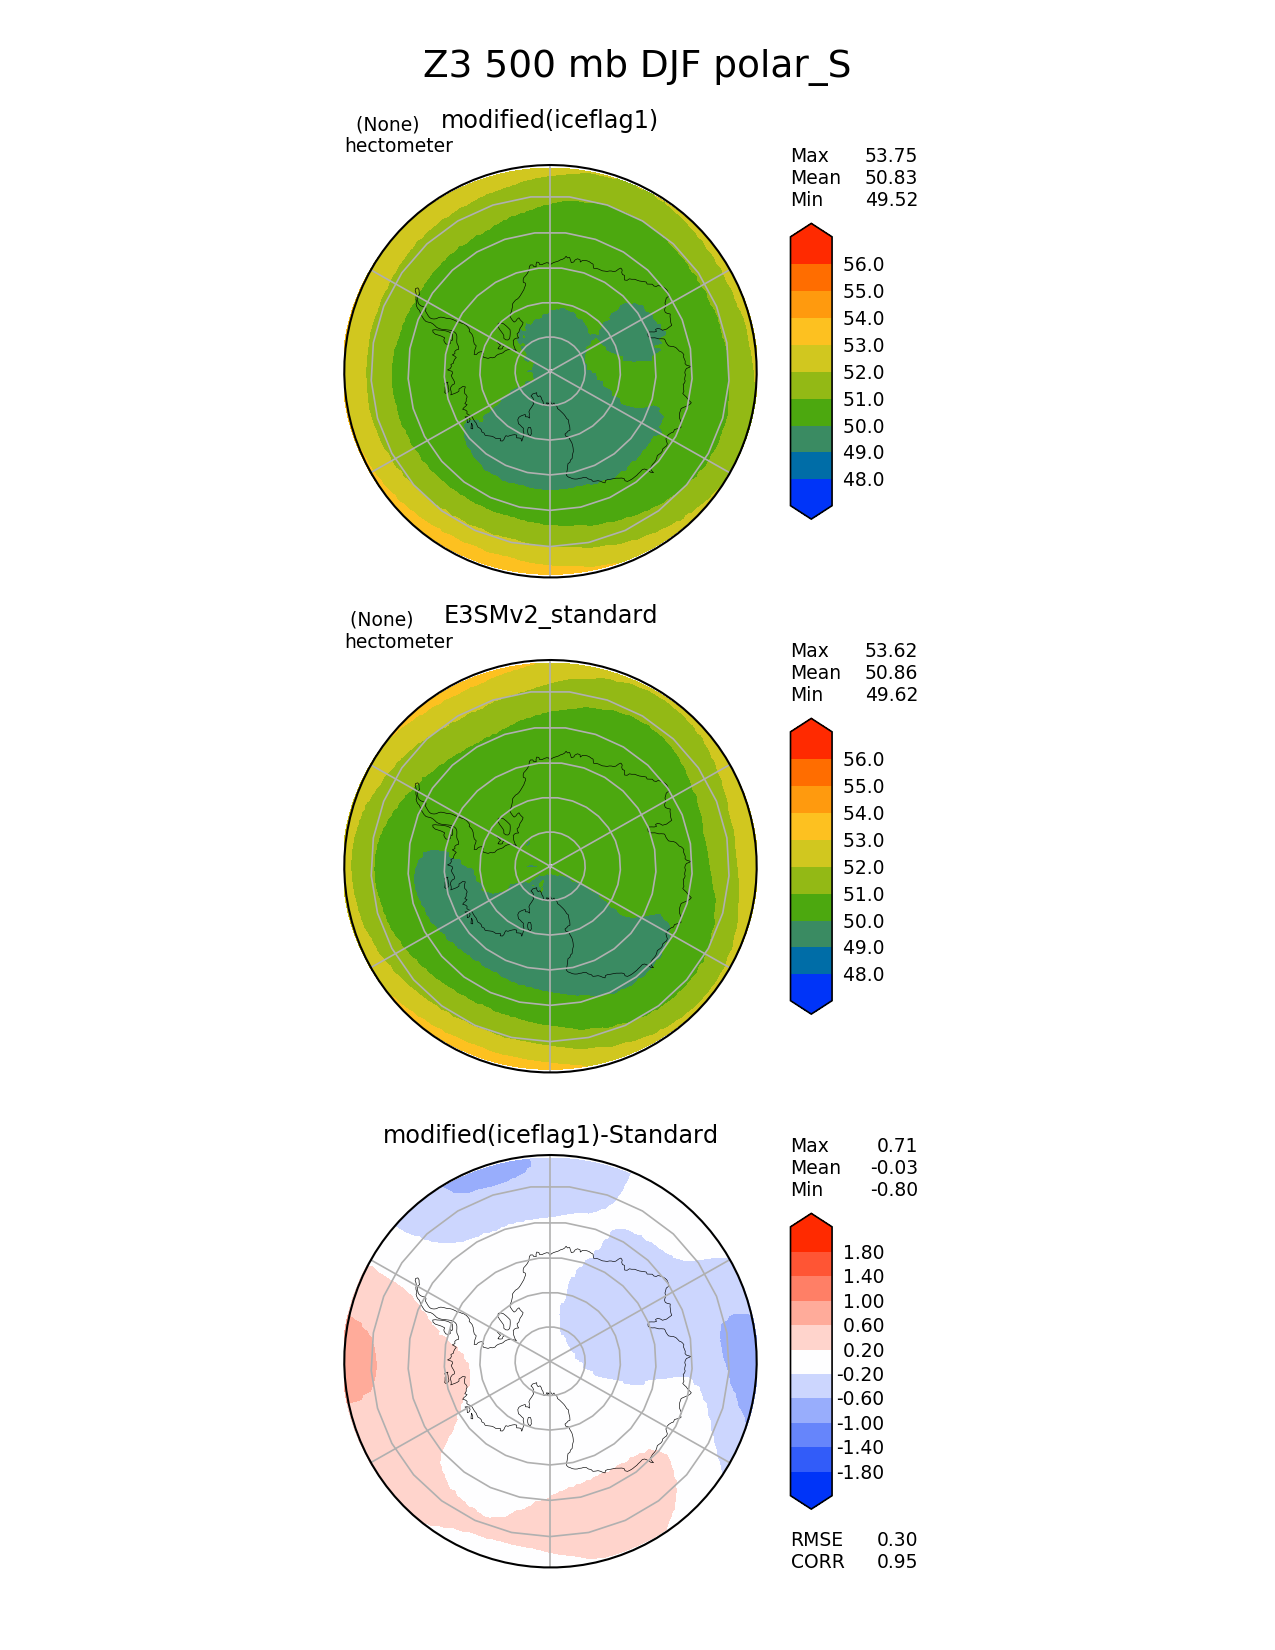 Z3 500 mb DJF polar_S
(None) modified(iceflag1)
hectometer
Max 53.75
Mean 50.83
Min 49.52
56.0
55.0
54.0
53.0
52.0
51.0
50.0
49.0
48.0
(None) E3SMv2_standard
hectometer
Max 53.62
Mean 50.86
Min 49.62
56.0
55.0
54.0
53.0
52.0
51.0
50.0
49.0
48.0
modified(iceflag1)-Standard
Max 0.71
Mean -0.03
Min -0.80
1.80
1.40
1.00
0.60
0.20
-0.20
-0.60
-1.00
-1.40
-1.80
RMSE 0.30
CORR 0.95